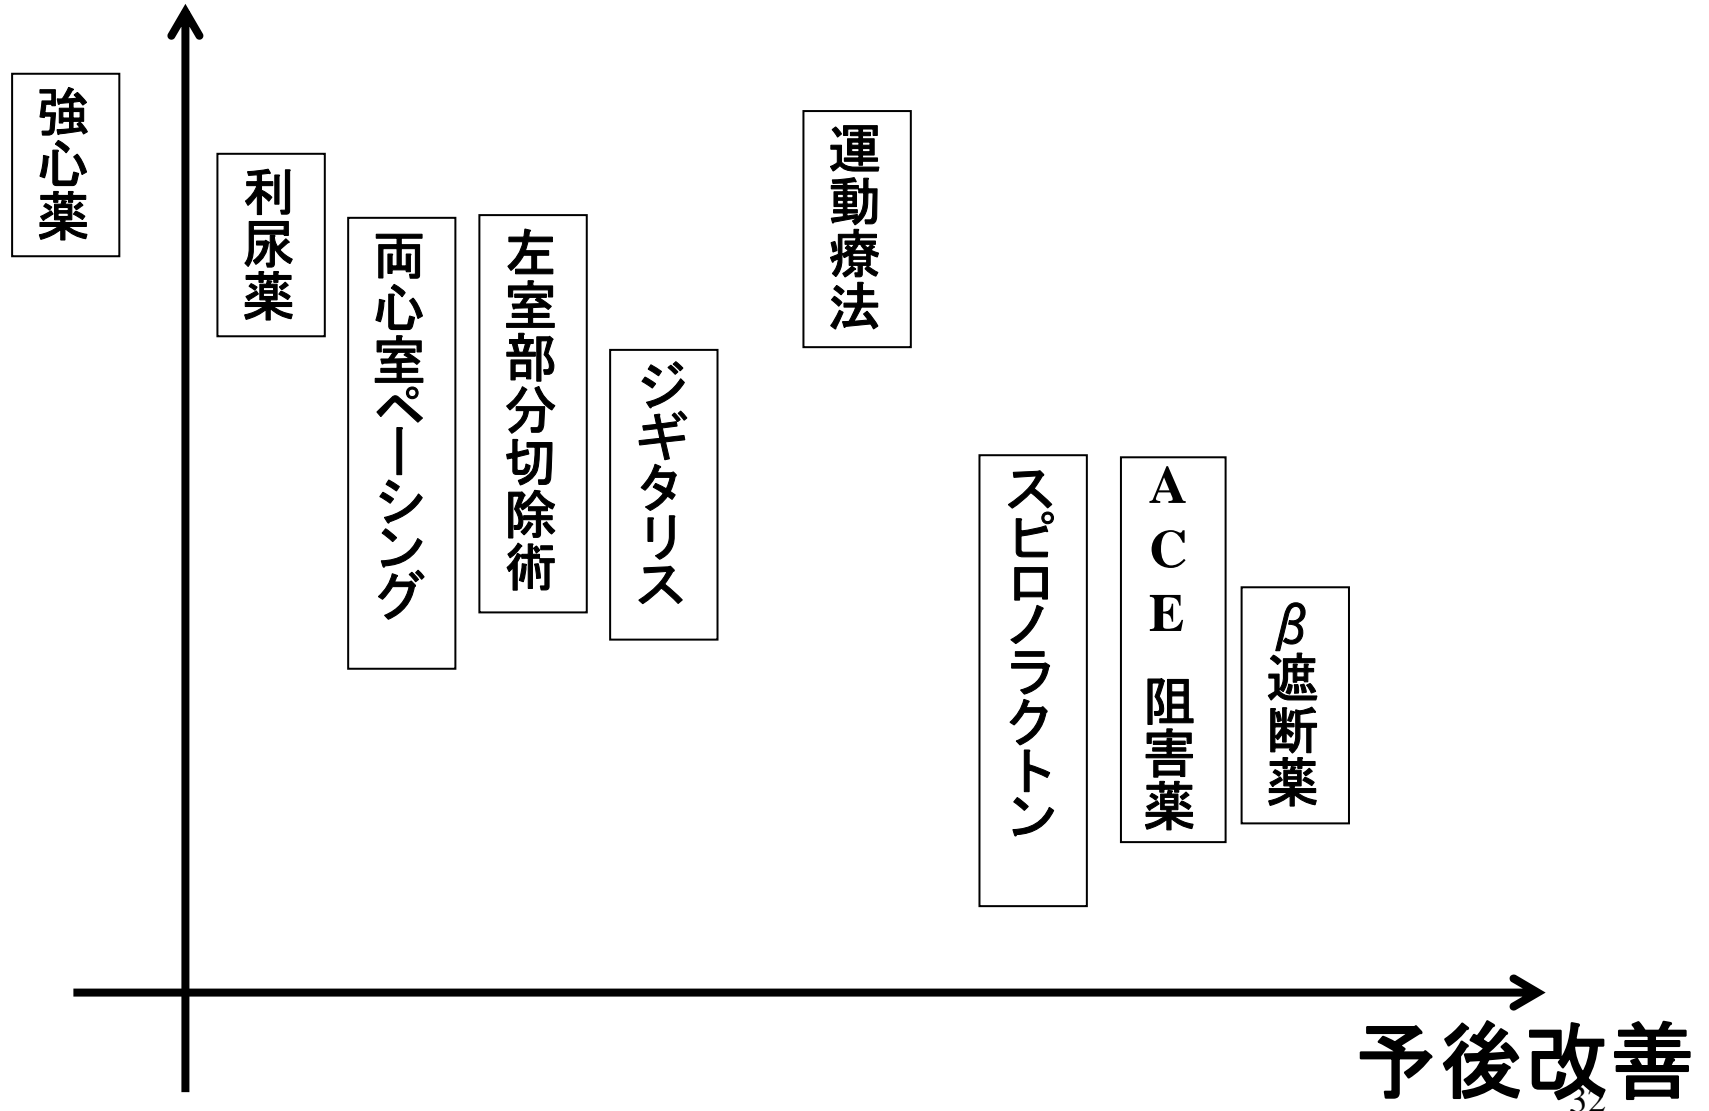 強心薬
利尿薬
両心室ペーシング
左室部分切除術
ジギタリス
運動療法
スピロノラクトン
ACE阻害薬
β遮断薬
予後改善
32